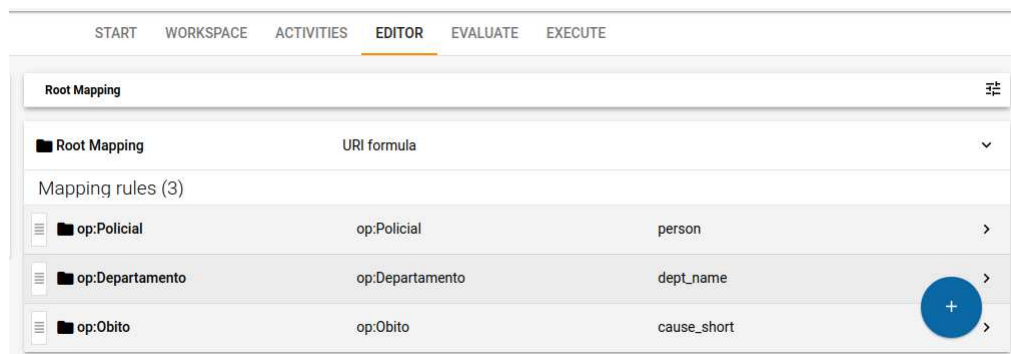 START WORKSPACE ACTIVITIES EDITOR EVALUATE EXECUTE
Root Mapping
Root Mapping URI formula
Mapping rules (3)
op:Policial op:Policial person
op:Departamento op:Departamento dept_name
op:Obito op:Obito cause_short
+